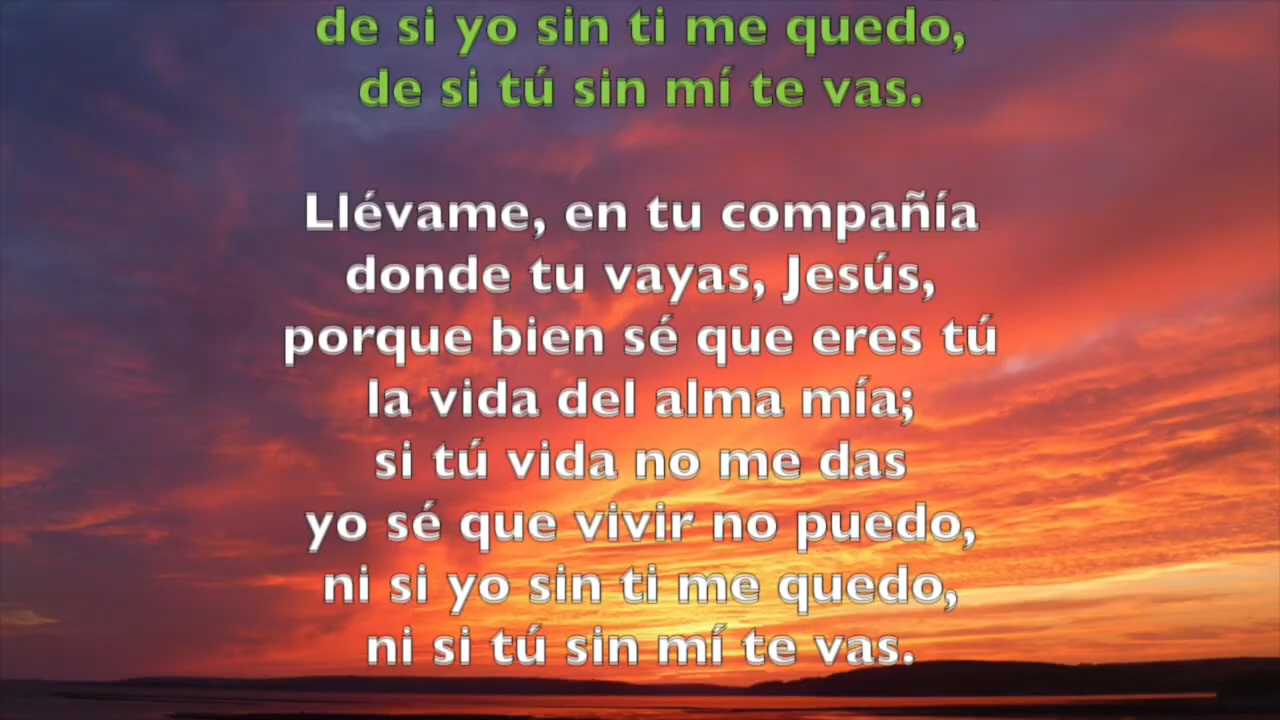 de si yo sin ti me quedo,
de si tú sin mí te vas.
Llévame, en tu compañía
donde tu vayas, Jesús,
porque bien sé que eres tú
la vida del alma mía;
si tú vida no me das
yo sé que vivir no puedo,
ni si yo sin ti me quedo,
ni si tú sin mí te vas.